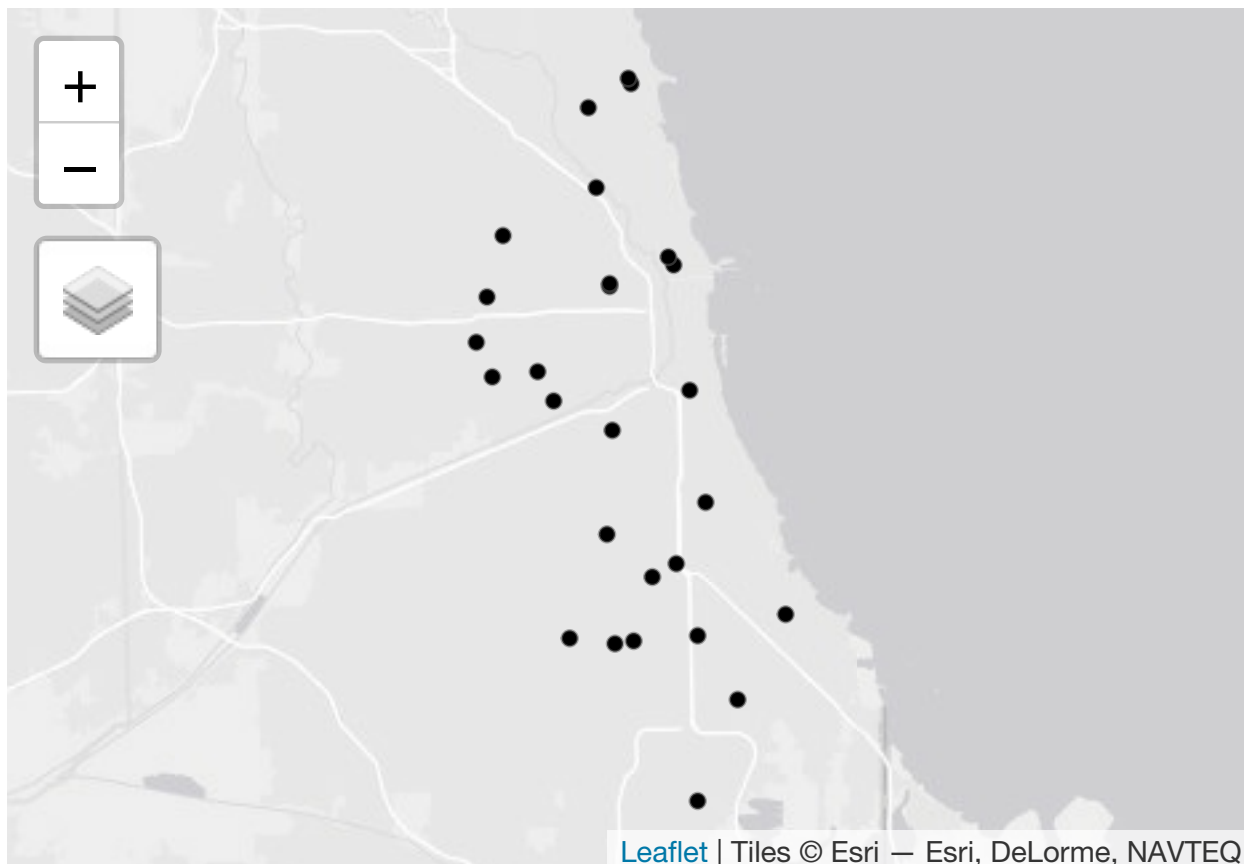 +
−
Leaflet | Tiles © Esri — Esri, DeLorme, NAVTEQ